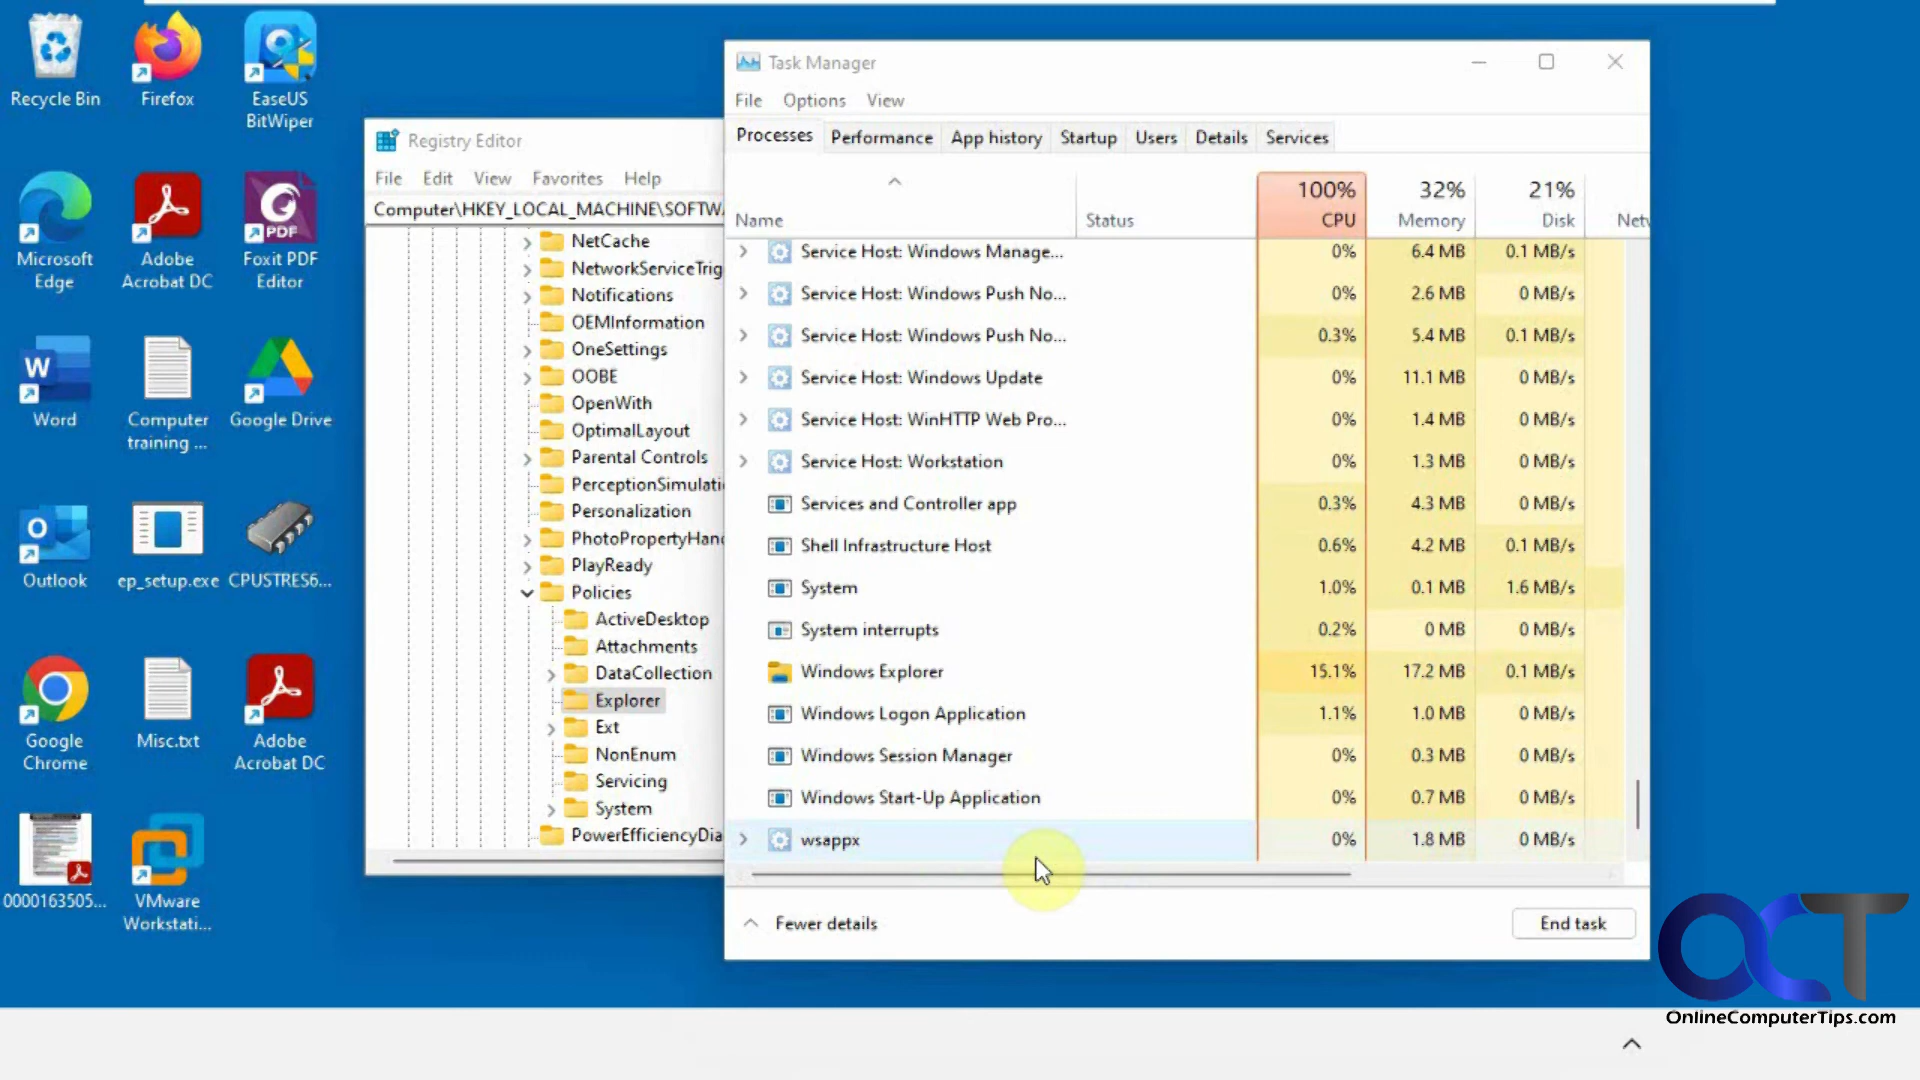 Recycle Bin
Firefox
EaseUS
BitWiper
Microsoft
Edge
Adobe
Acrobat DC
Foxit PDF
Editor
Word
Computer
training ...
Google Drive
Outlook
ep_setup.exe
CPUSTRES6...
Google
Chrome
Misc.txt
Adobe
Acrobat DC
0000163505...
VMware
Workstati...
Registry Editor
File Edit View Favorites Help
Computer\HKEY_LOCAL_MACHINE\SOFTWA
NetCache
NetworkServiceTrig
Notifications
OEMInformation
OneSettings
OOBE
OpenWith
OptimalLayout
Parental Controls
PerceptionSimulati
Personalization
PhotoPropertyHand
PlayReady
Policies
ActiveDesktop
Attachments
DataCollection
Explorer
Ext
NonEnum
Servicing
System
PowerEfficiencyDia
Task Manager
File Options View
Processes Performance App history Startup Users Details Services
100% 32% 21%
Name Status CPU Memory Disk Netv
Service Host: Windows Manage... 0% 6.4 MB 0.1 MB/s
Service Host: Windows Push No... 0% 2.6 MB 0 MB/s
Service Host: Windows Push No... 0.3% 5.4 MB 0.1 MB/s
Service Host: Windows Update 0% 11.1 MB 0 MB/s
Service Host: WinHTTP Web Pro... 0% 1.4 MB 0 MB/s
Service Host: Workstation 0% 1.3 MB 0 MB/s
Services and Controller app 0.3% 4.3 MB 0 MB/s
Shell Infrastructure Host 0.6% 4.2 MB 0.1 MB/s
System 1.0% 0.1 MB 1.6 MB/s
System interrupts 0.2% 0 MB 0 MB/s
Windows Explorer 15.1% 17.2 MB 0.1 MB/s
Windows Logon Application 1.1% 1.0 MB 0 MB/s
Windows Session Manager 0% 0.3 MB 0 MB/s
Windows Start-Up Application 0% 0.7 MB 0 MB/s
wsappx 0% 1.8 MB 0 MB/s
Fewer details
End task
OCT
OnlineComputerTips.com